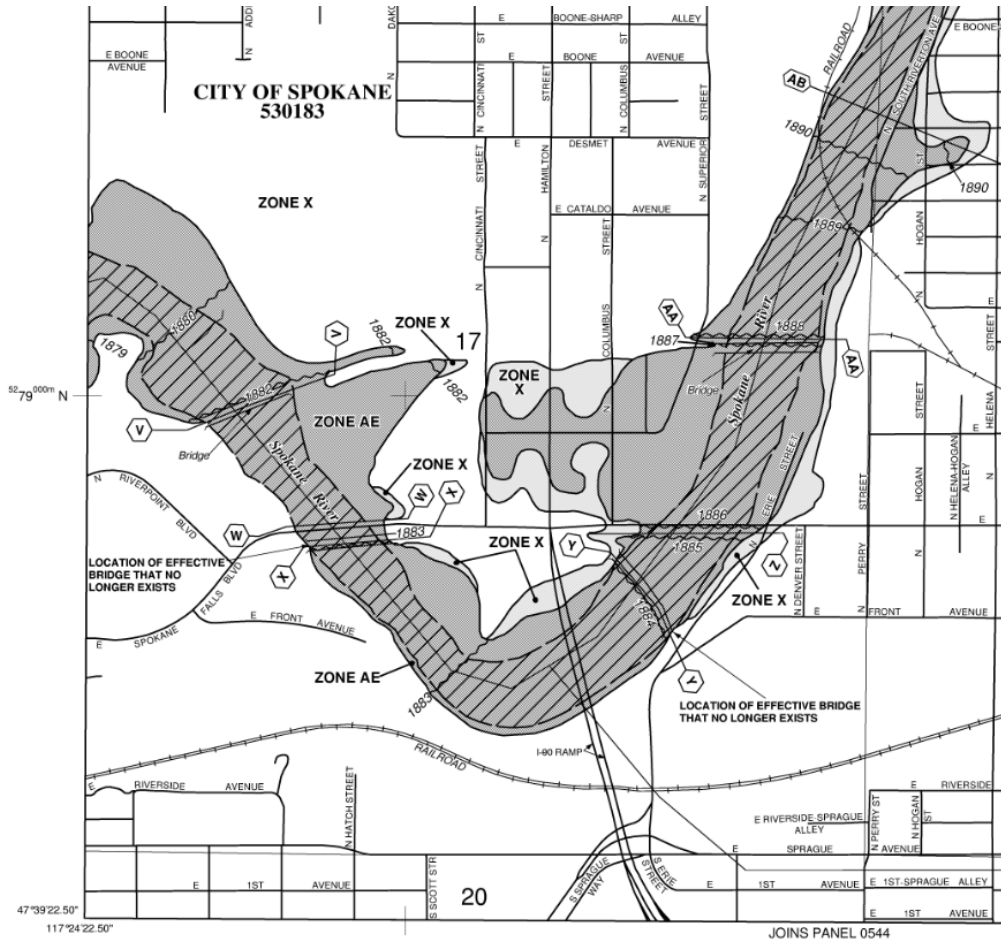 E BOONE-SHARP ALLEY
N ADDI
DAKO
N CINCINNATI ST
E BOONE AVENUE
N HAMILTON STREET
N COLUMBUS ST
E BOONE AVENUE
RAILROAD
N SOUTH RIVERTON AVE
E BOONE
CITY OF SPOKANE
530183
AB
N SUPERIOR STREET
1890
E DESMET AVENUE
1890
ST
ZONE X
N CINCINNATI STREET
E CATALDO AVENUE
HOGAN
N
1889
N COLUMBUS STREET
1880
V
1882
ZONE X
17
AA
1887
1888
River
E
N HELENA STREET
1879
1882
ZONE X
AA
5279000m N
1882
ZONE AE
Bridge
Spokane
V
Bridge
N HOGAN STREET
N HELENA-HOGAN ALLEY
E
Spokane River
ZONE X
N ERIE STREET
PERRY STREET
N RIVERPOINT BLVD
W
X
W
1883
1886
E
LOCATION OF EFFECTIVE
BRIDGE THAT NO
LONGER EXISTS
X
ZONE X
Y
1885
Z
N DENVER STREET
ZONE X
1884
E SPOKANE FALLS BLVD
E FRONT AVENUE
E FRONT AVENUE
N
ZONE AE
Y
1883
LOCATION OF EFFECTIVE BRIDGE
THAT NO LONGER EXISTS
RAILROAD
I-90 RAMP
E RIVERSIDE AVENUE
E RIVERSIDE
N HATCH STREET
E RIVERSIDE-SPRAGUE
ALLEY
N PERRY ST
N HOGAN ST
E SPRAGUE AVENUE
S SCOTT STR
S SPRAGUE WAY
S ERIE STREET
E 1ST AVENUE
20
E 1ST AVENUE
E 1ST-SPRAGUE ALLEY
E 1ST AVENUE
47°39'22.50"
117°24'22.50"
JOINS PANEL 0544